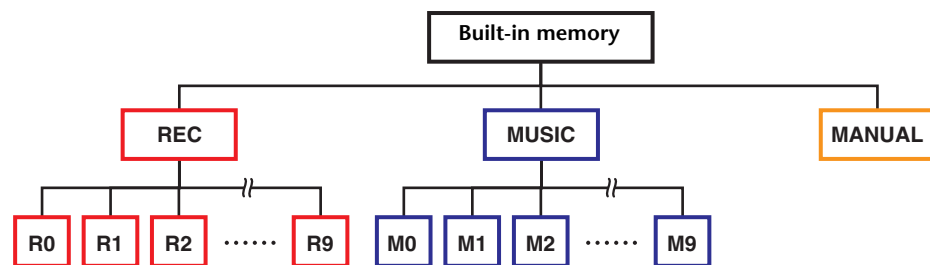 Built-in memory
REC MUSIC MANUAL
R0 R1 R2 ...... R9 M0 M1 M2 ...... M9